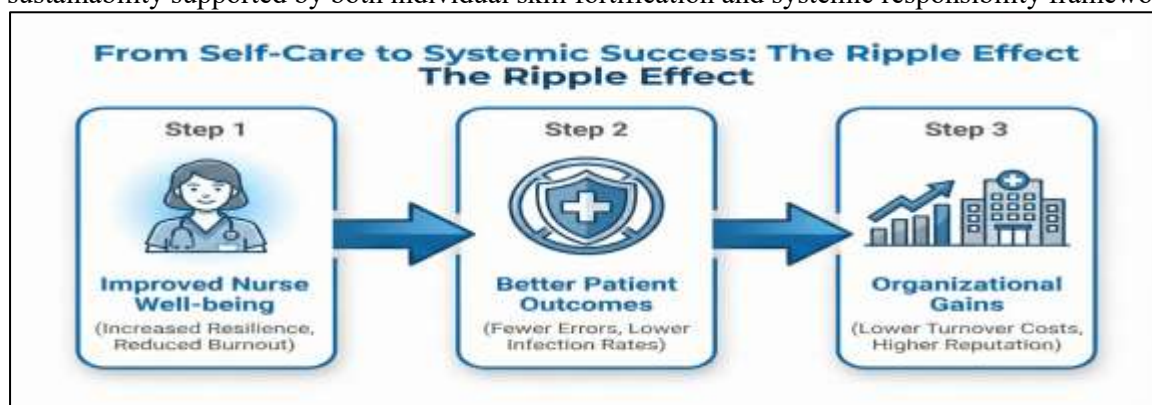 sustainability supported by both individual skill fortification and systemic responsibility
From Self-Care to Systemic Success: The Ripple Effect
The Ripple Effect
Step 1
Improved Nurse
Well-being
(Increased Resilience,
Reduced Burnout)
Step 2
Better Patient
Outcomes
(Fewer Errors, Lower
Infection Rates)
Step 3
Organizational
Gains
(Lower Turnover Costs,
Higher Reputation)